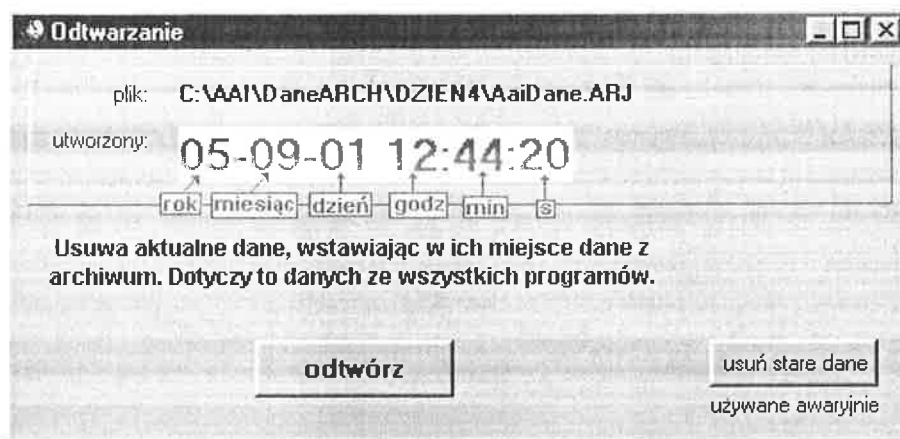 Odtwarzanie
plik: C:\AAI\DaneARCH\DZIEN4\AaiDane.ARJ
utworzony: 05-09-01 12:44:20
rok miesiąc dzień godz min s
Usuwa aktualne dane, wstawiając w ich miejsce dane z
archiwum. Dotyczy to danych ze wszystkich programów.
odtwórz
usuń stare dane
używane awaryjnie